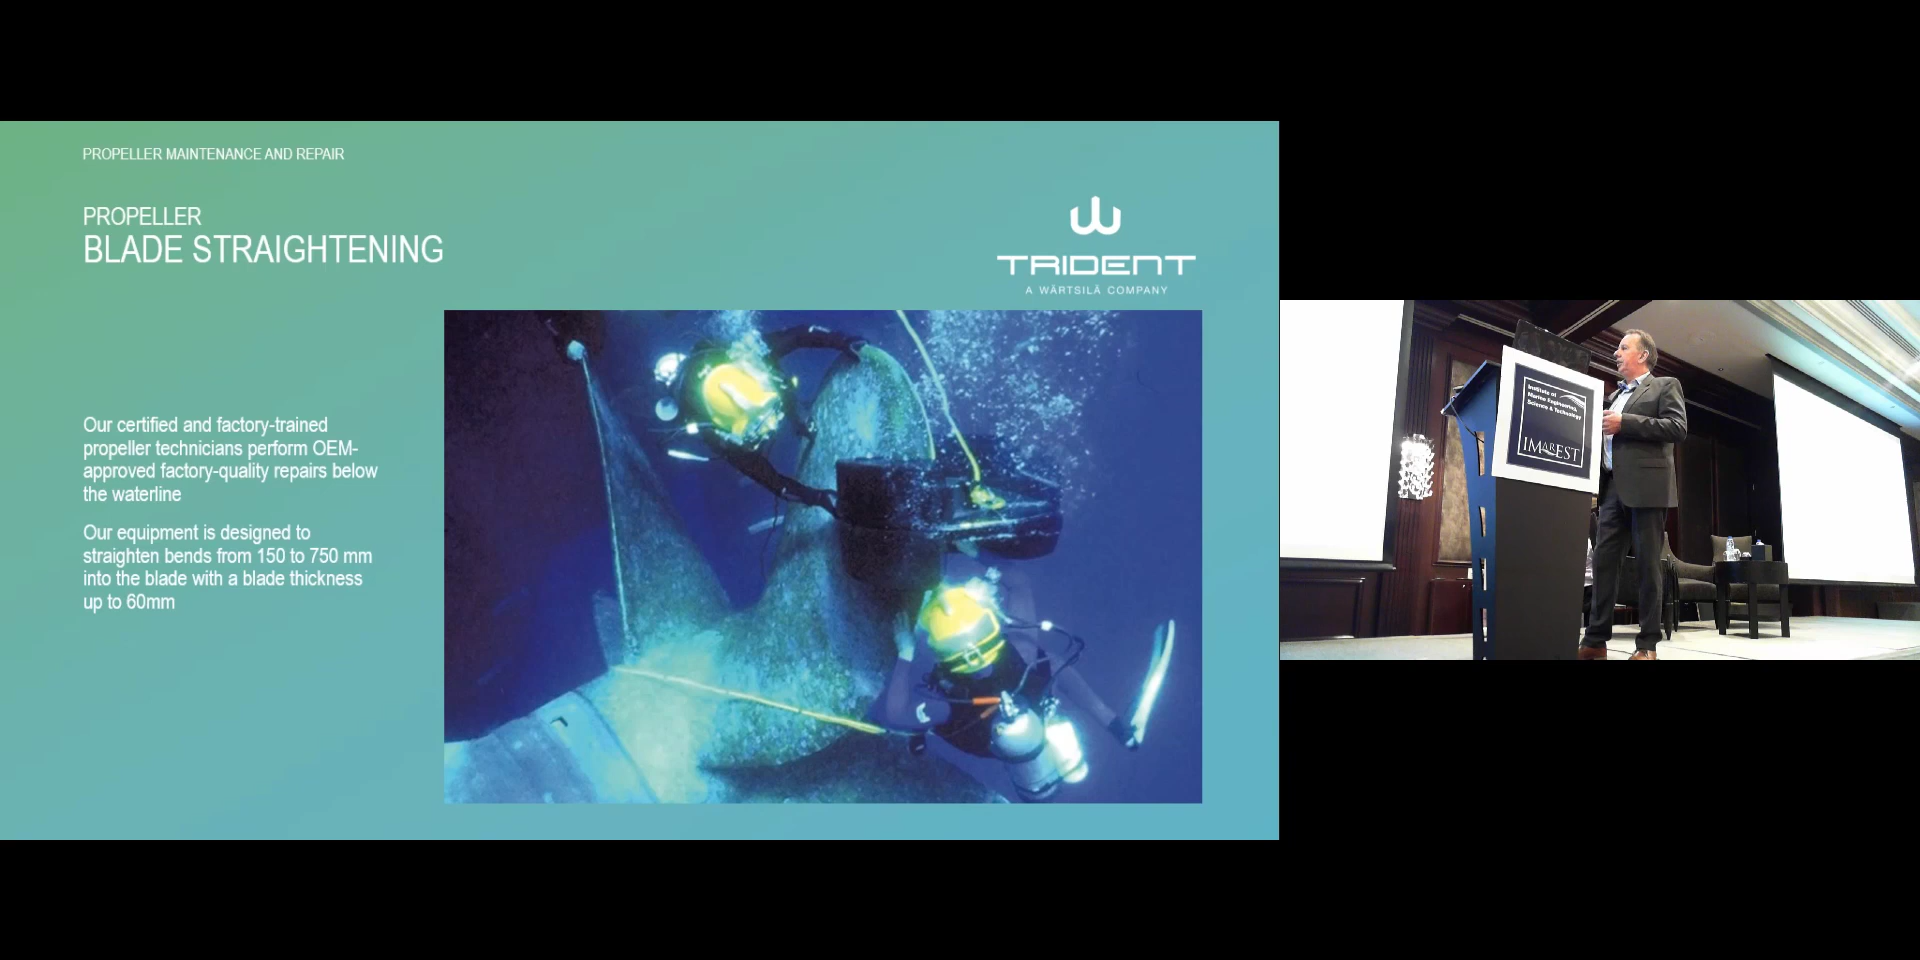 PROPELLER MAINTENANCE AND REPAIR
PROPELLER
BLADE STRAIGHTENING
TRIDENT
A WÄRTSILÄ COMPANY
Our certified and factory-trained
propeller technicians perform OEM-
approved factory-quality repairs below
the waterline
Our equipment is designed to
straighten bends from 150 to 750 mm
into the blade with a blade thickness
up to 60mm
Institute of
Marine Engineering,
Science & Technology
IMarEST